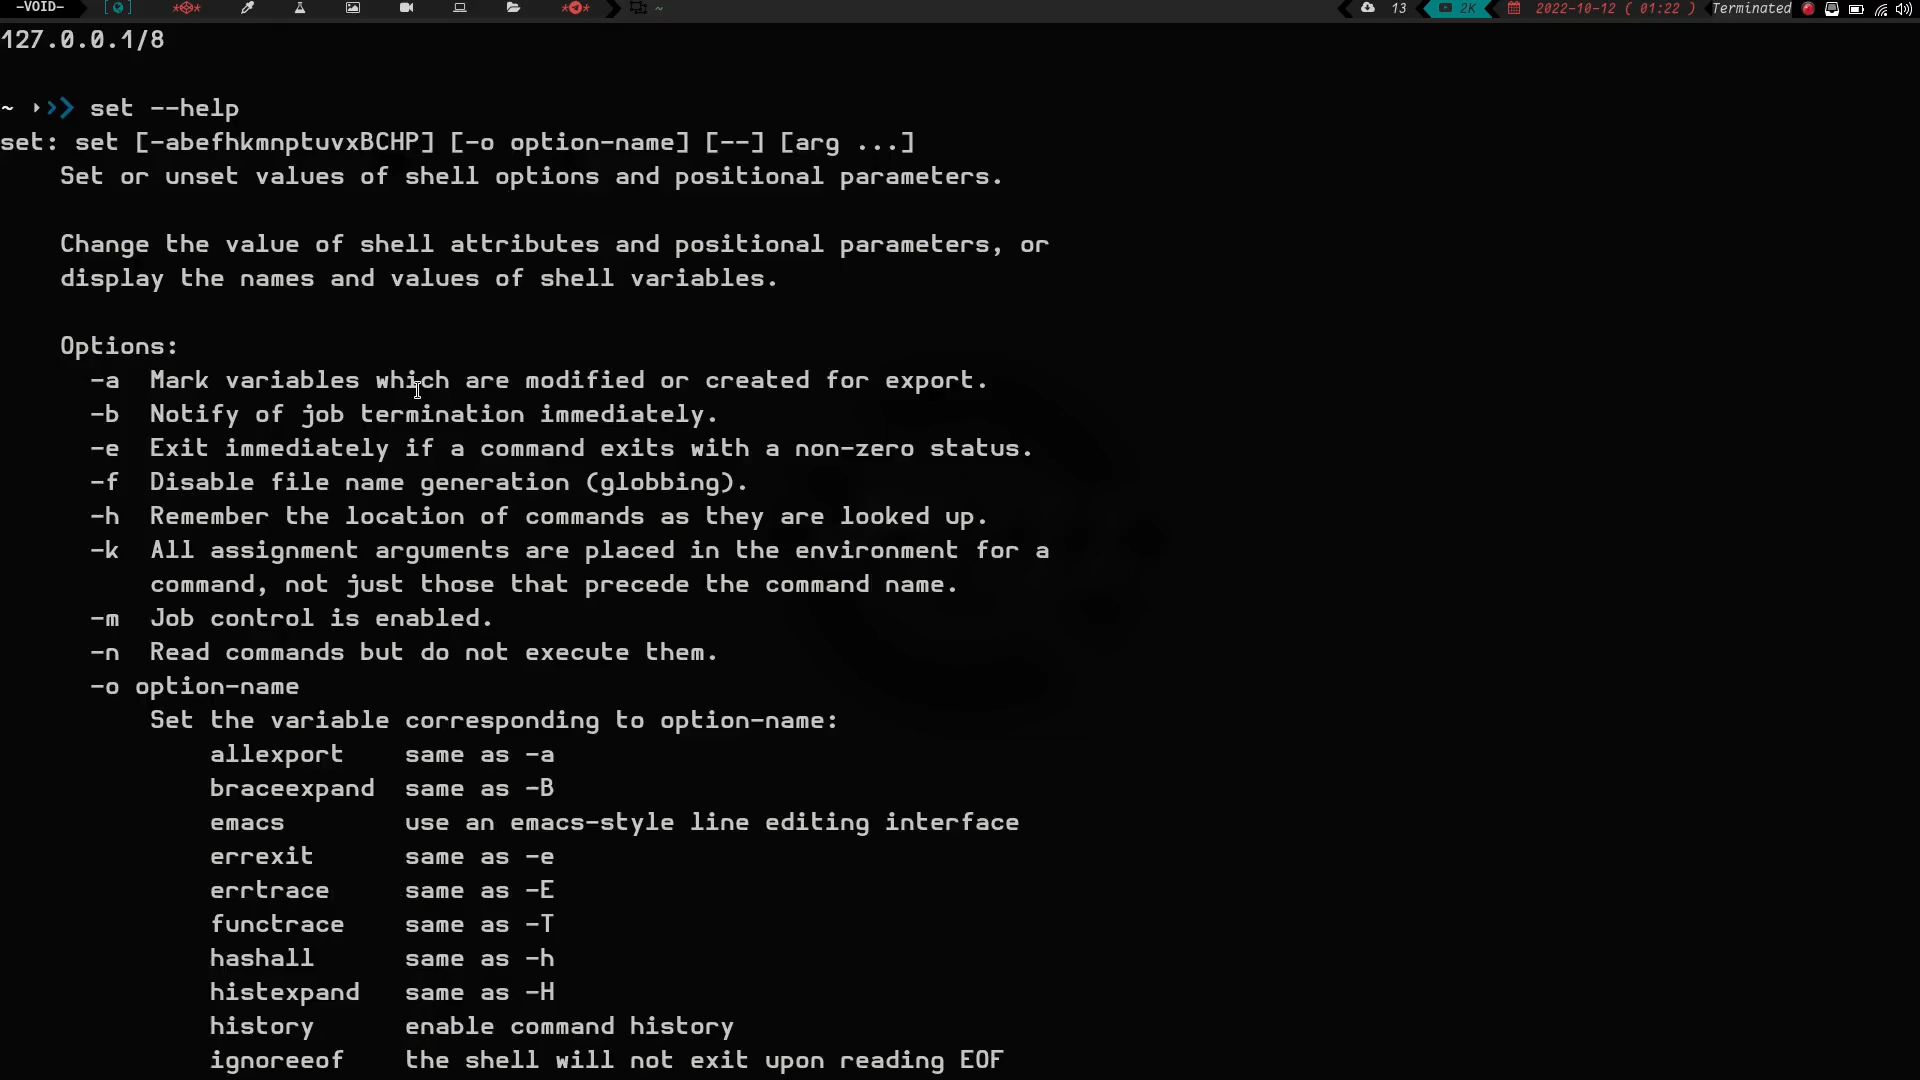 -VOID- ~ 13 2K 2022-10-12 ( 01:22 ) Terminated
127.0.0.1/8
~ set --help
set: set [-abefhkmnptuvxBCHP] [-o option-name] [--] [arg ...]
Set or unset values of shell options and positional parameters.
Change the value of shell attributes and positional parameters, or
display the names and values of shell variables.
Options:
-a Mark variables which are modified or created for export.
-b Notify of job termination immediately.
-e Exit immediately if a command exits with a non-zero status.
-f Disable file name generation (globbing).
-h Remember the location of commands as they are looked up.
-k All assignment arguments are placed in the environment for a
command, not just those that precede the command name.
-m Job control is enabled.
-n Read commands but do not execute them.
-o option-name
Set the variable corresponding to option-name:
allexport same as -a
braceexpand same as -B
emacs use an emacs-style line editing interface
errexit same as -e
errtrace same as -E
functrace same as -T
hashall same as -h
histexpand same as -H
history enable command history
ignoreeof the shell will not exit upon reading EOF